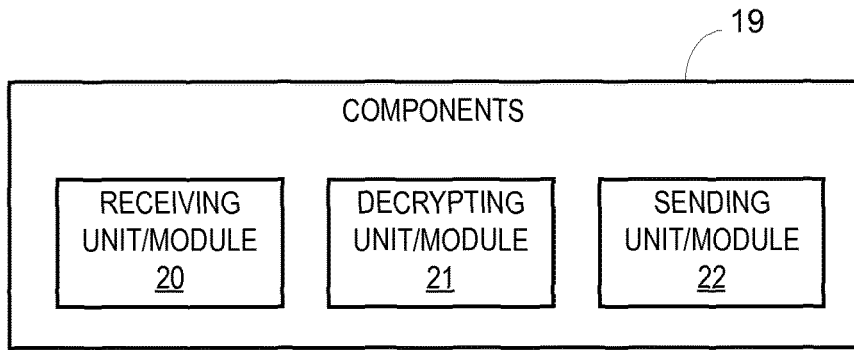 19
COMPONENTS
RECEIVING
UNIT/MODULE
20
DECRYPTING
UNIT/MODULE
21
SENDING
UNIT/MODULE
22